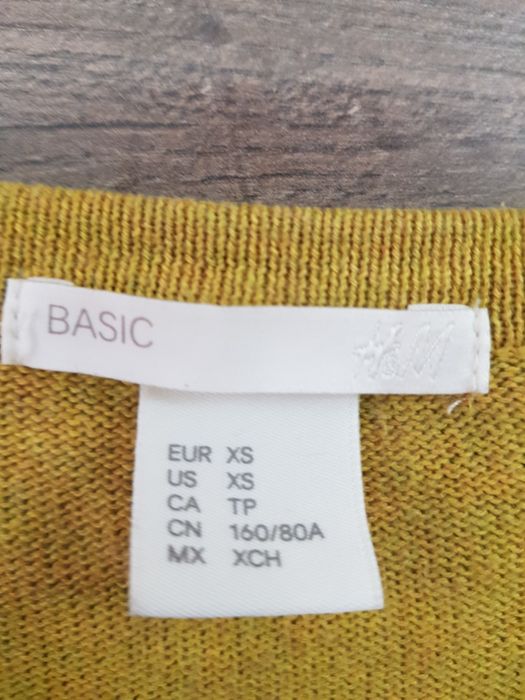 BASIC H&M
EUR XS
US XS
CA TP
CN 160/80A
MX XCH